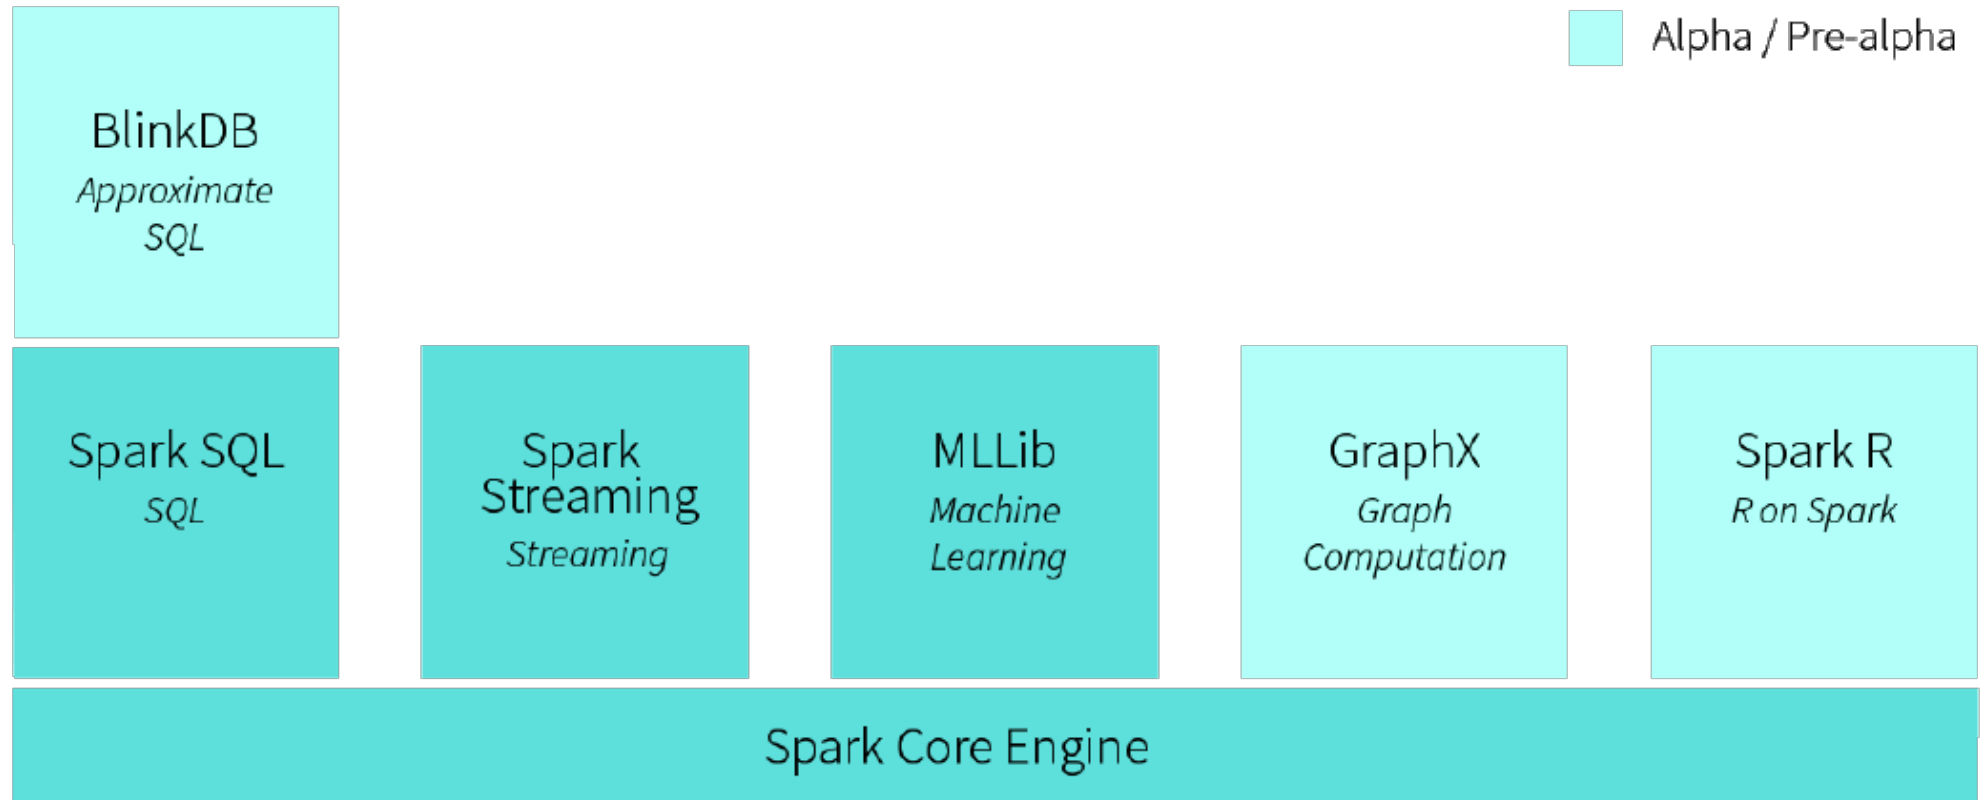 Alpha / Pre-alpha
BlinkDB
Approximate
SQL
Spark SQL
SQL
Spark
Streaming
Streaming
MLLib
Machine
Learning
GraphX
Graph
Computation
Spark R
R on Spark
Spark Core Engine